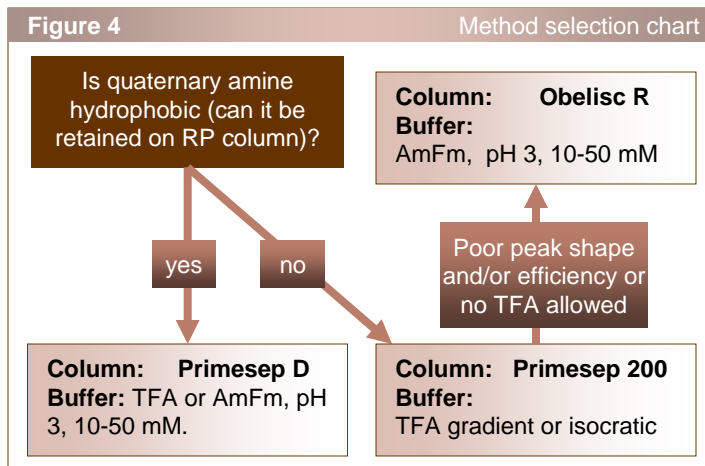 Figure 4
Method selection chart
Is quaternary amine
hydrophobic (can it be
retained on RP column)?
yes
no
Column: Primesep D
Buffer: TFA or AmFm, pH
3, 10-50 mM.
Column: Primesep 200
Buffer:
TFA gradient or isocratic
Poor peak shape
and/or efficiency or
no TFA allowed
Column: Obelisc R
Buffer:
AmFm, pH 3, 10-50 mM